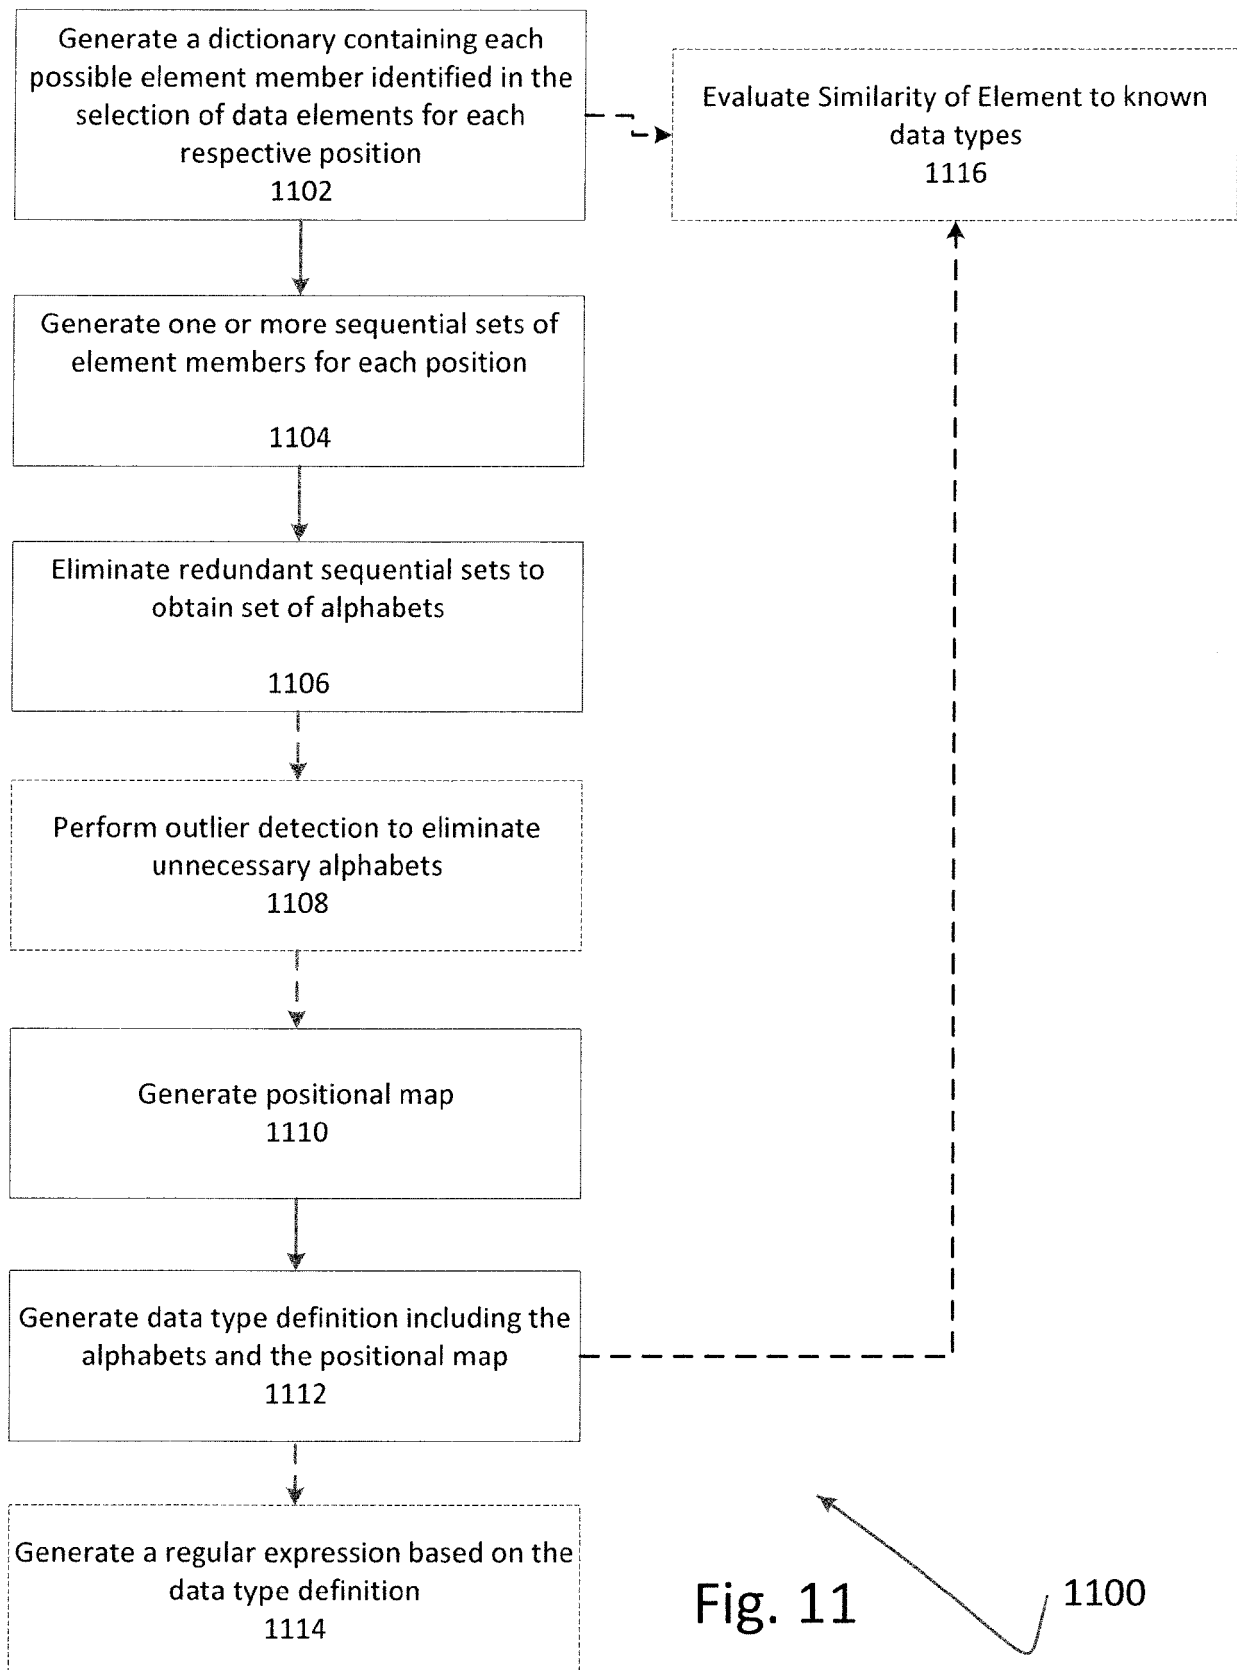 Generate a dictionary containing each
possible element member identified in the
selection of data elements for each
respective position
1102
Evaluate Similarity of Element to known
data types
1116
Generate one or more sequential sets of
element members for each position
1104
Eliminate redundant sequential sets to
obtain set of alphabets
1106
Perform outlier detection to eliminate
unnecessary alphabets
1108
Generate positional map
1110
Generate data type definition including the
alphabets and the positional map
1112
Generate a regular expression based on the
data type definition
1114
Fig. 11
1100